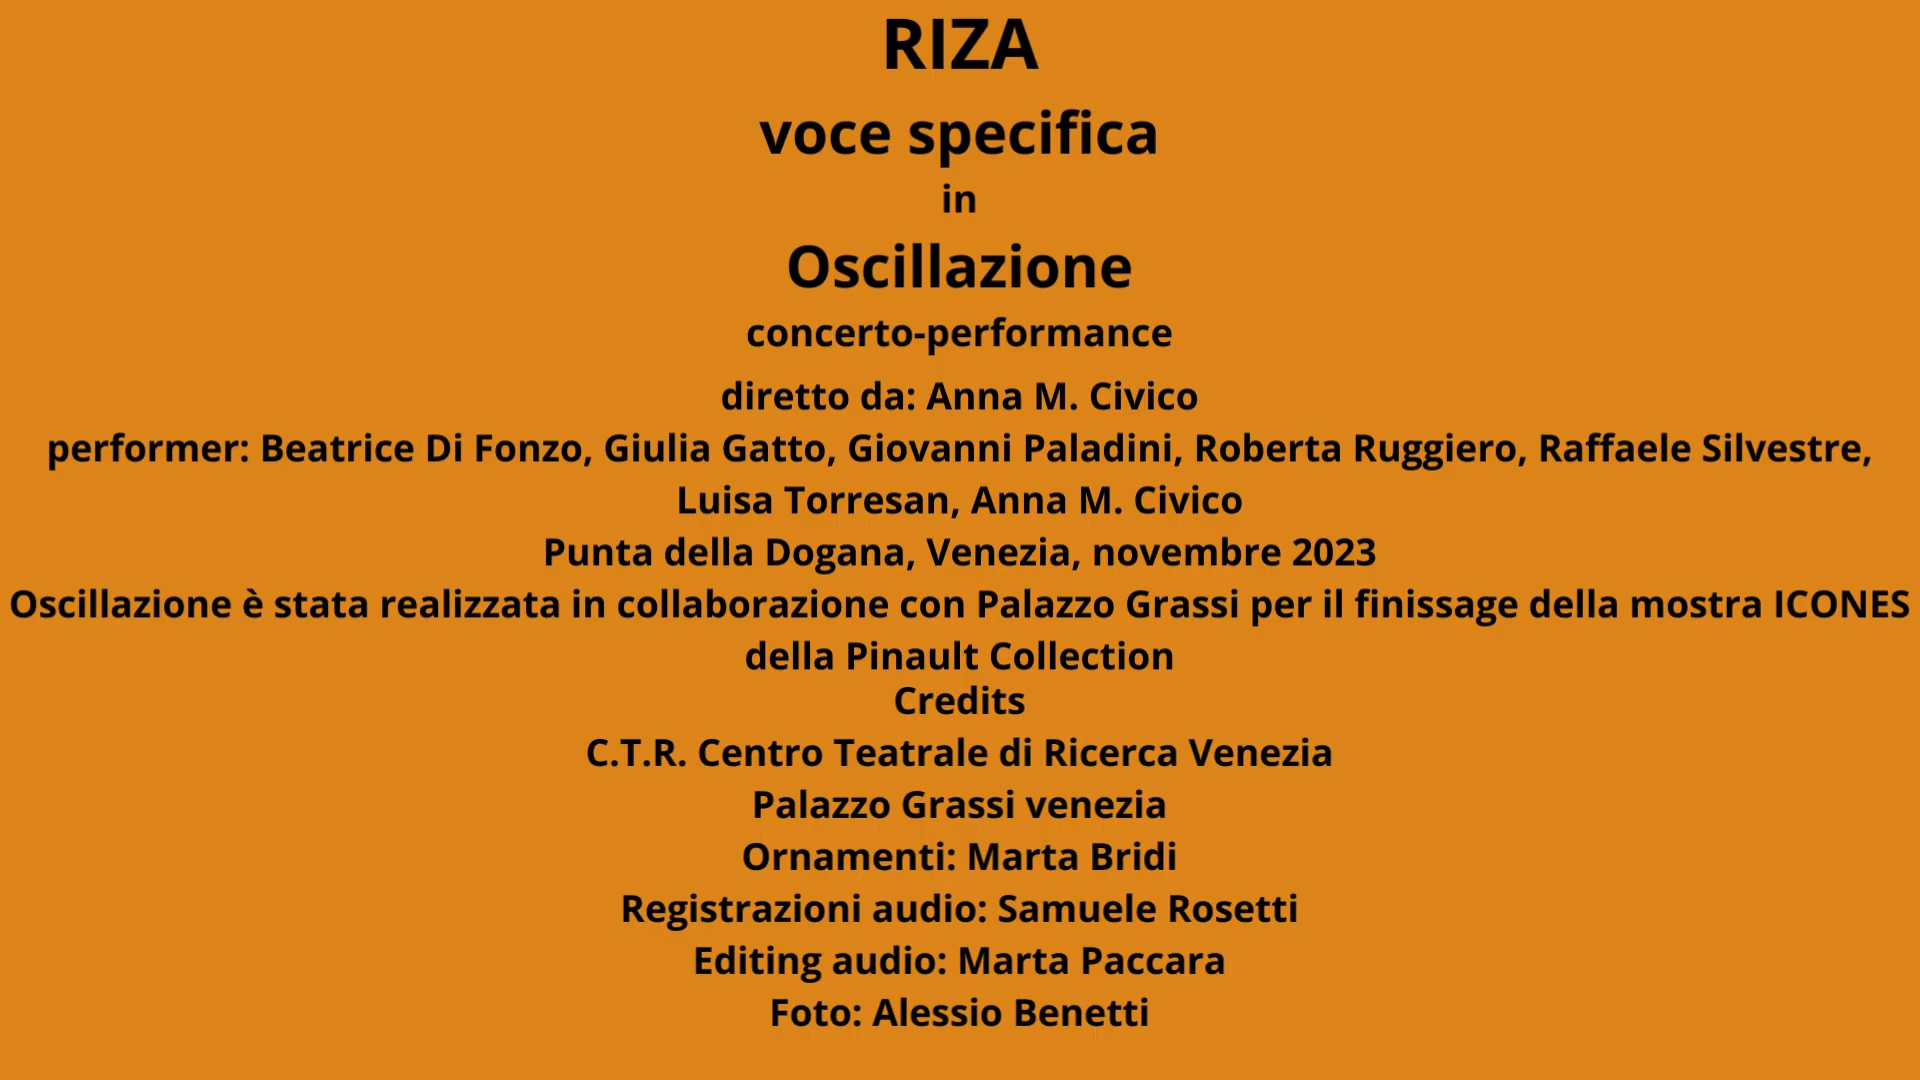 RIZA
voce specifica
in
Oscillazione
concerto-performance
diretto da: Anna M. Civico
performer: Beatrice Di Fonzo, Giulia Gatto, Giovanni Paladini, Roberta Ruggiero, Raffaele Silvestre,
Luisa Torresan, Anna M. Civico
Punta della Dogana, Venezia, novembre 2023
Oscillazione è stata realizzata in collaborazione con Palazzo Grassi per il finissage della mostra ICONES
della Pinault Collection
Credits
C.T.R. Centro Teatrale di Ricerca Venezia
Palazzo Grassi venezia
Ornamenti: Marta Bridi
Registrazioni audio: Samuele Rosetti
Editing audio: Marta Paccara
Foto: Alessio Benetti